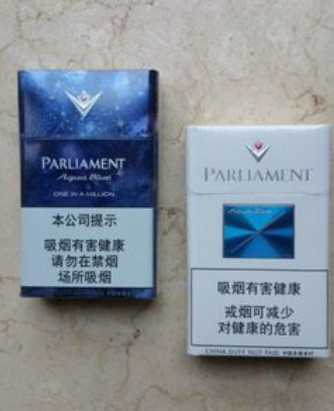 PARLIAMENT
Aqua Blue
ONE IN A MILLION
本公司提示
吸烟有害健康
请勿在禁烟
场所吸烟
PARLIAMENT
Aqua Blue
吸烟有害健康
戒烟可减少
对健康的危害
CHINA DUTY NOT PAID